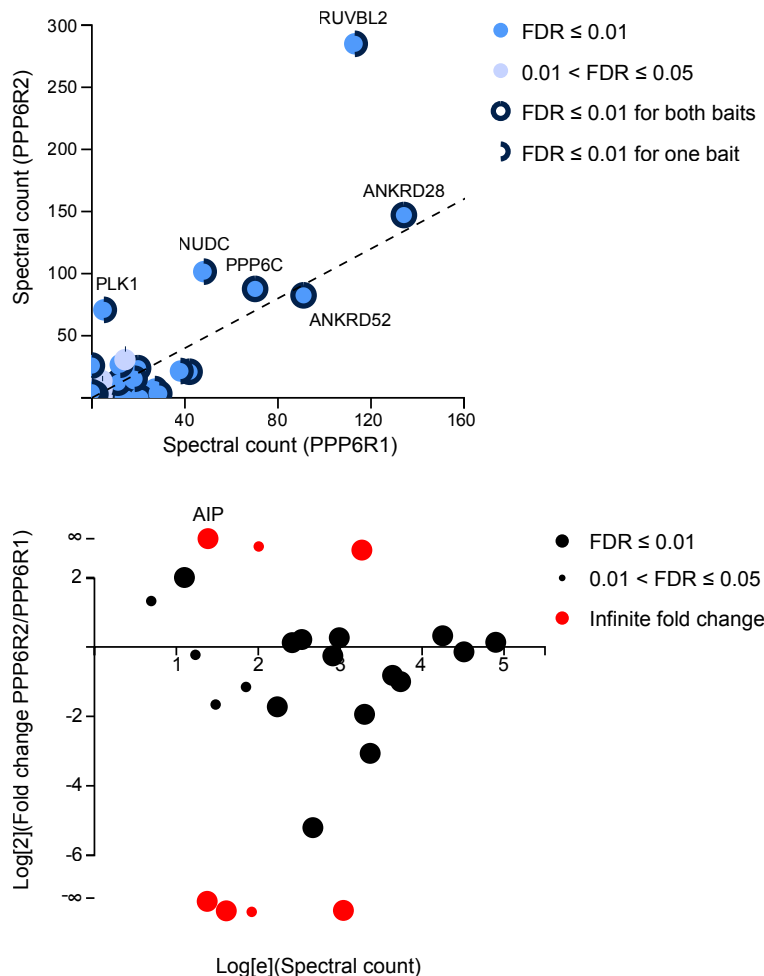 RUVBL2
300
250
200
150
100
50
Spectral count (PPP6R2)
ANKRD28
NUDC
PPP6C
PLK1
ANKRD52
40
80
120
160
Spectral count (PPP6R1)
FDR ≤ 0.01
0.01 < FDR ≤ 0.05
FDR ≤ 0.01 for both baits
FDR ≤ 0.01 for one bait
AIP
∞
2
-2
-4
-6
-∞
Log[2](Fold change PPP6R2/PPP6R1)
1
2
3
4
5
Log[e](Spectral count)
FDR ≤ 0.01
0.01 < FDR ≤ 0.05
Infinite fold change